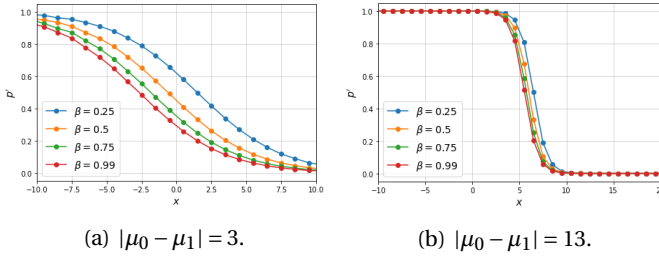 1.0
0.8
0.6
0.4
0.2
0.0
p′
β = 0.25
β = 0.5
β = 0.75
β = 0.99
−10.0 −7.5 −5.0 −2.5 0.0 2.5 5.0 7.5 10.0
x
(a) |μ0 − μ1| = 3.
1.0
0.8
0.6
0.4
0.2
0.0
p′
β = 0.25
β = 0.5
β = 0.75
β = 0.99
−10 −5 0 5 10 15 20
x
(b) |μ0 − μ1| = 13.